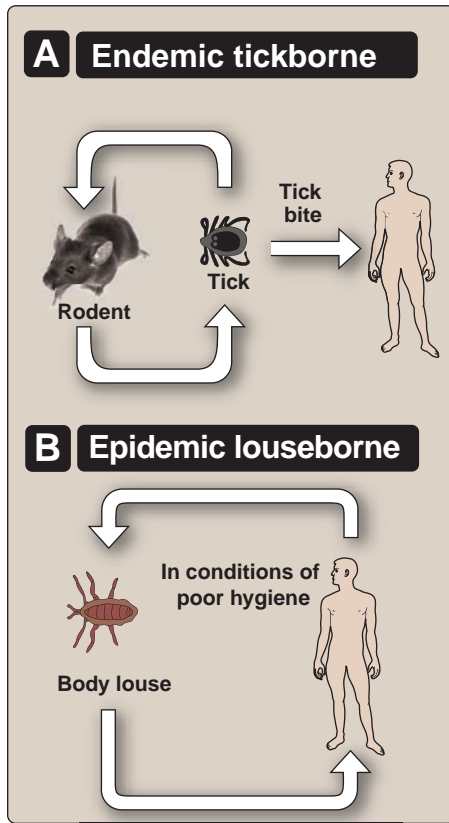 A Endemic tickborne
Tick
bite
Tick
Rodent
B Epidemic louseborne
In conditions of
poor hygiene
Body louse